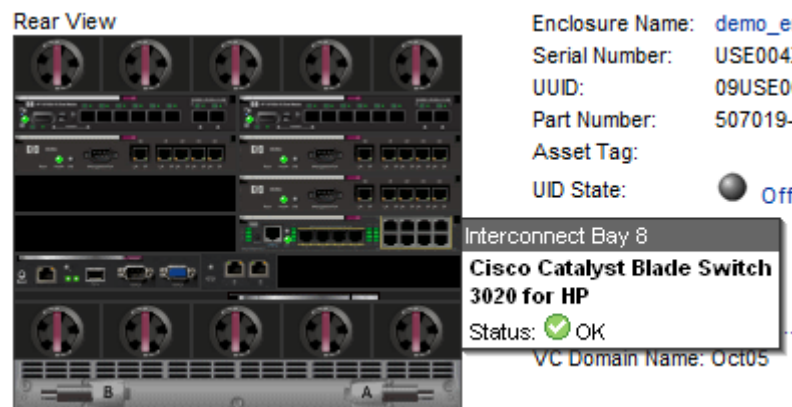 Rear View
Enclosure Name: demo_e
Serial Number: USE004
UUID: 09USE0
Part Number: 507019-
Asset Tag:
UID State: Off
Interconnect Bay 8
Cisco Catalyst Blade Switch
3020 for HP
Status: OK
VC Domain Name: Oct05
B
A